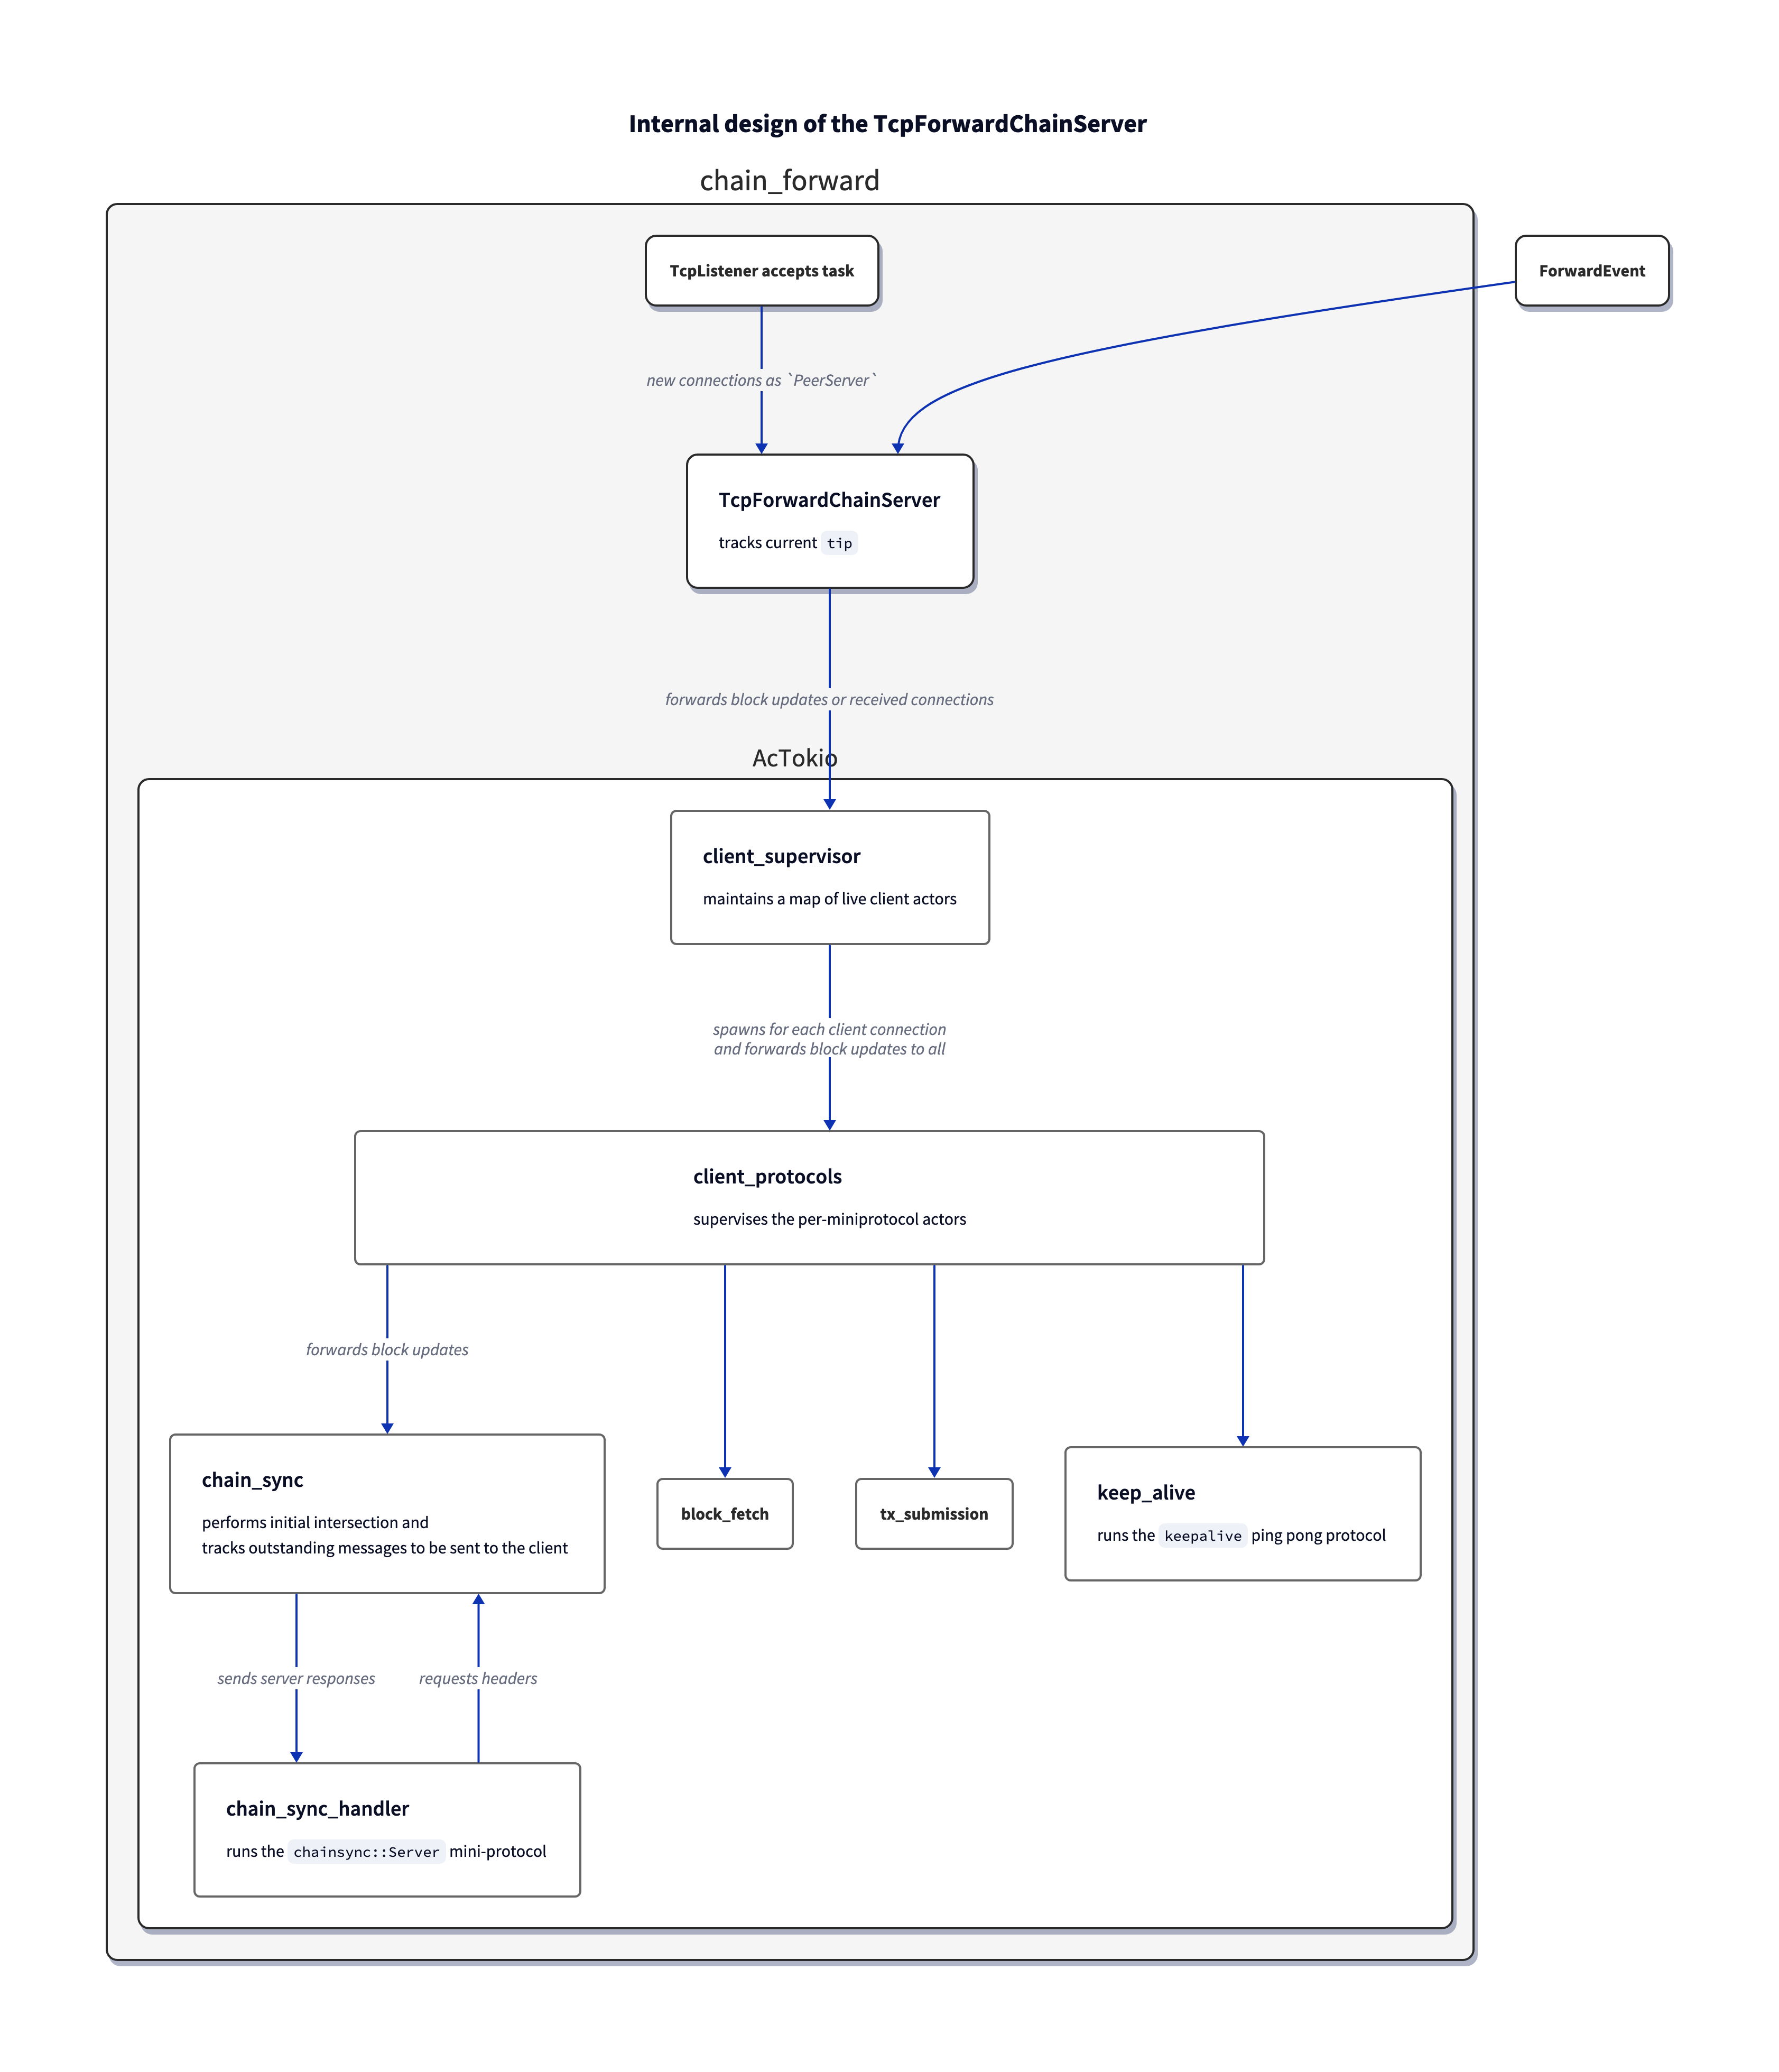 Internal design of the TcpForwardChainServer
chain_forward
TcpListener accepts task
ForwardEvent
new connections as `PeerServer`
TcpForwardChainServer
tracks current tip
forwards block updates or received connections
AcTokio
client_supervisor
maintains a map of live client actors
spawns for each client connection
and forwards block updates to all
client_protocols
supervises the per-miniprotocol actors
forwards block updates
chain_sync
performs initial intersection and
tracks outstanding messages to be sent to the client
block_fetch
tx_submission
keep_alive
runs the keepalive ping pong protocol
sends server responses
requests headers
chain_sync_handler
runs the chainsync::Server mini-protocol